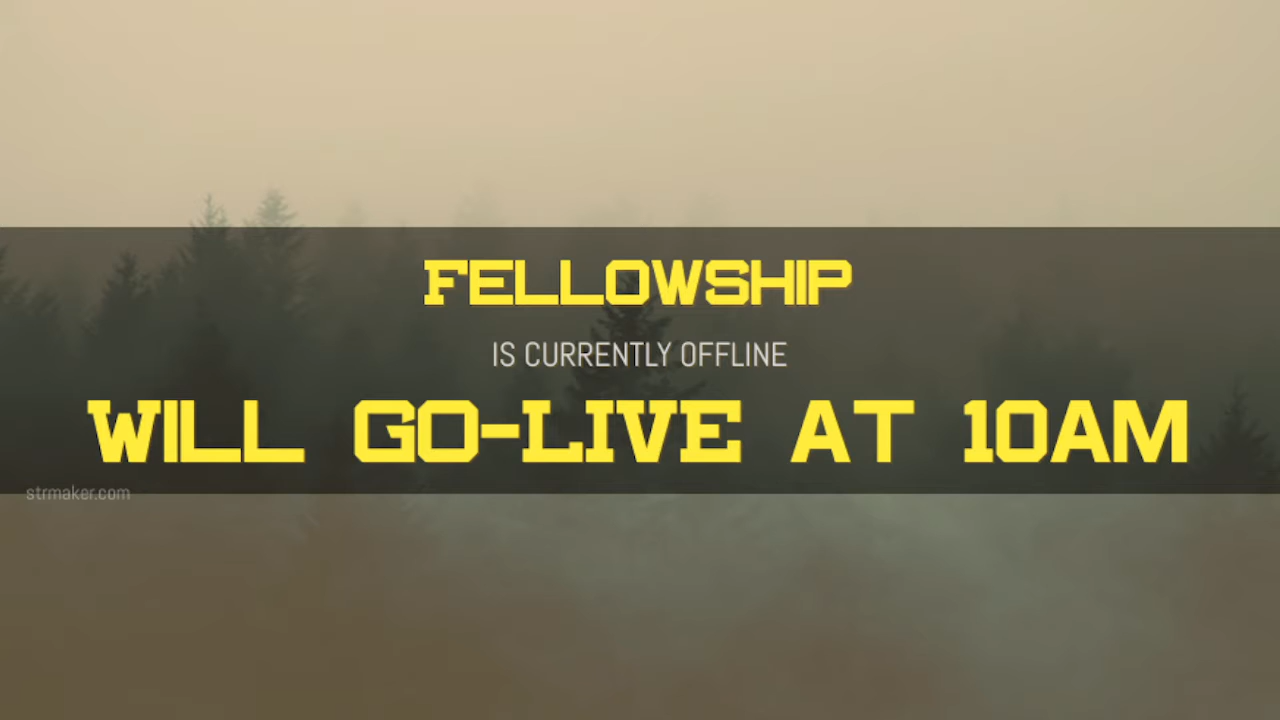 FELLOWSHIP
IS CURRENTLY OFFLINE
WILL GO-LIVE AT 10AM
strmaker.com